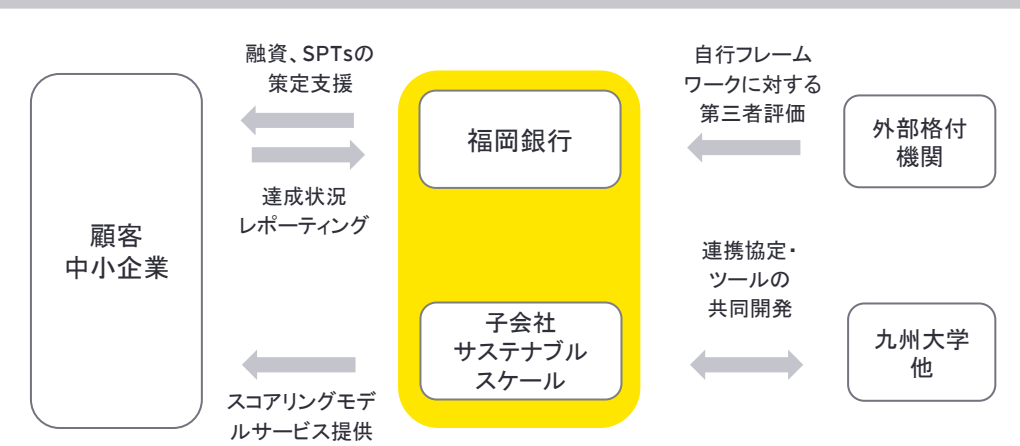 融資、SPTsの
策定支援
達成状況
レポーティング
顧客
中小企業
スコアリングモデ
ルサービス提供
福岡銀行
子会社
サステナブル
スケール
自行フレーム
ワークに対する
第三者評価
外部格付
機関
連携協定・
ツールの
共同開発
九州大学
他